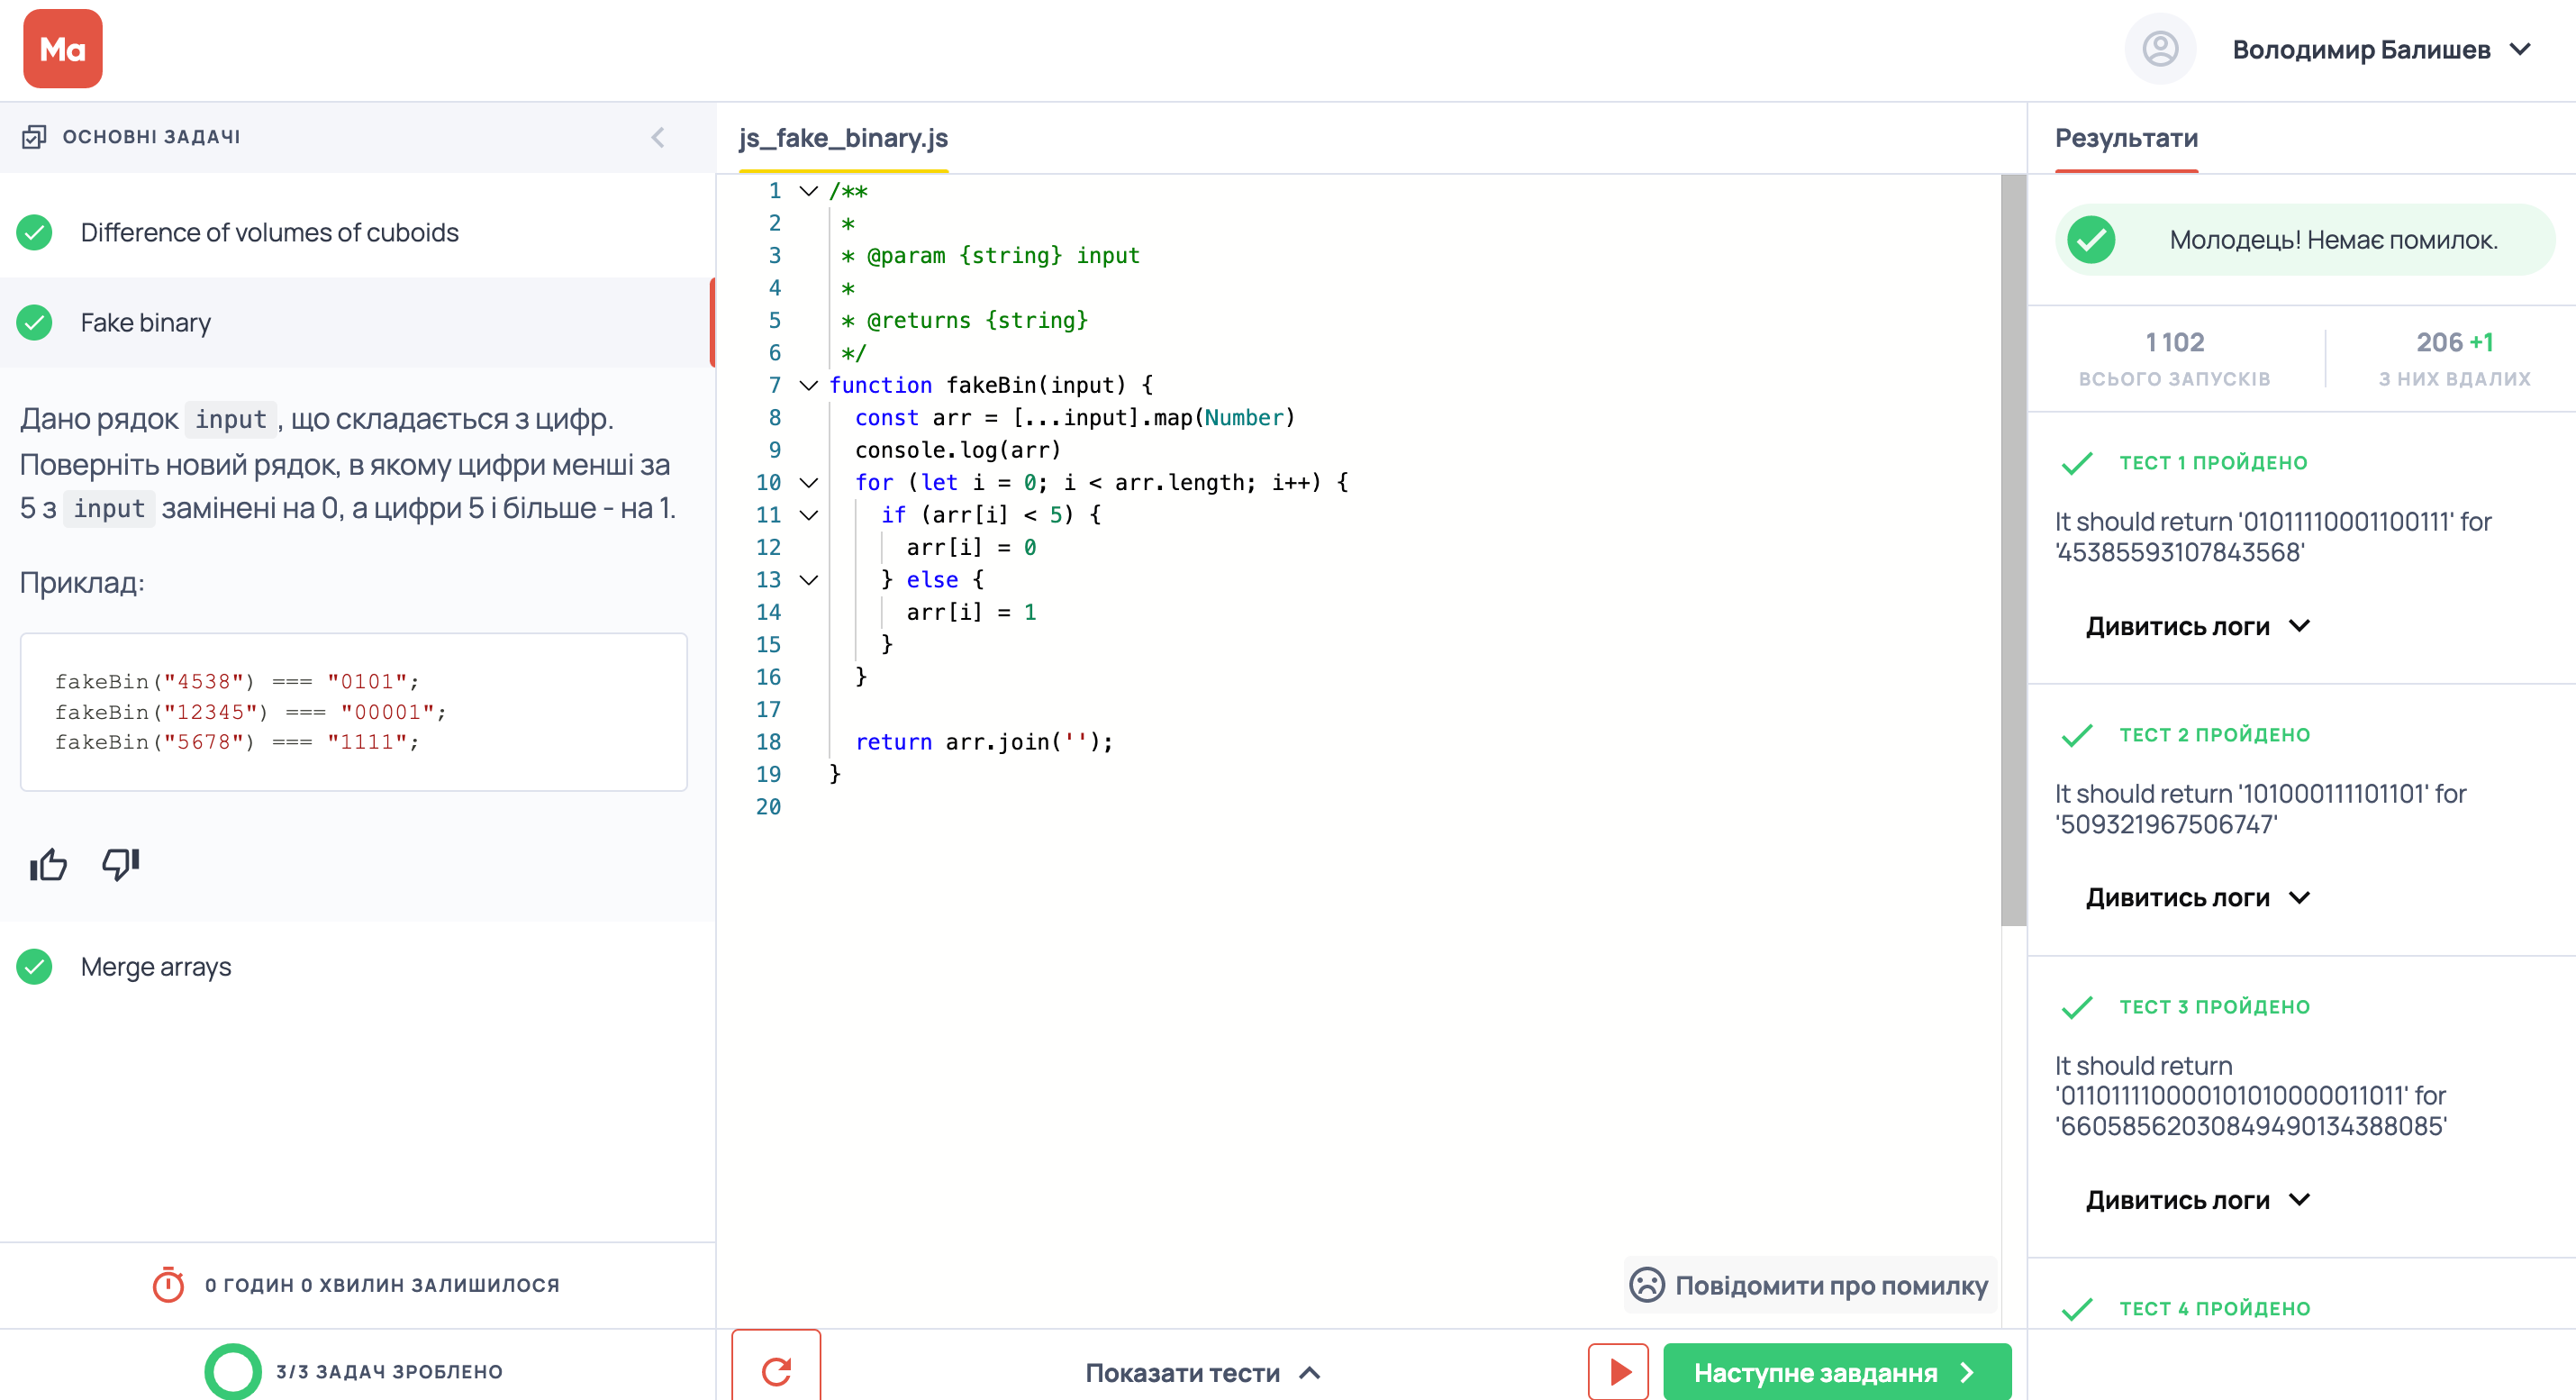 Ma
Володимир Балишев
ОСНОВНІ ЗАДАЧІ
Difference of volumes of cuboids
Fake binary
Дано рядок input, що складається з цифр.
Поверніть новий рядок, в якому цифри менші за
5 з input замінені на 0, а цифри 5 і більше - на 1.
Приклад:
fakeBin("4538") === "0101";
fakeBin("12345") === "00001";
fakeBin("5678") === "1111";
Merge arrays
0 ГОДИН 0 ХВИЛИН ЗАЛИШИЛОСЯ
3/3 ЗАДАЧ ЗРОБЛЕНО
js_fake_binary.js
1 /**
2 *
3 * @param {string} input
4 *
5 * @returns {string}
6 */
7 function fakeBin(input) {
8 const arr = [...input].map(Number)
9 console.log(arr)
10 for (let i = 0; i < arr.length; i++) {
11 if (arr[i] < 5) {
12 arr[i] = 0
13 } else {
14 arr[i] = 1
15 }
16 }
17
18 return arr.join('');
19 }
20
Повідомити про помилку
Показати тести
Наступне завдання
Результати
Молодець! Немає помилок.
1 102
ВСЬОГО ЗАПУСКІВ
206 +1
З НИХ ВДАЛИХ
ТЕСТ 1 ПРОЙДЕНО
It should return '01011110001100111' for
'45385593107843568'
Дивитись логи
ТЕСТ 2 ПРОЙДЕНО
It should return '101000111101101' for
'509321967506747'
Дивитись логи
ТЕСТ 3 ПРОЙДЕНО
It should return
'011011110000101010000011011' for
'660585620308494901344388085'
Дивитись логи
ТЕСТ 4 ПРОЙДЕНО